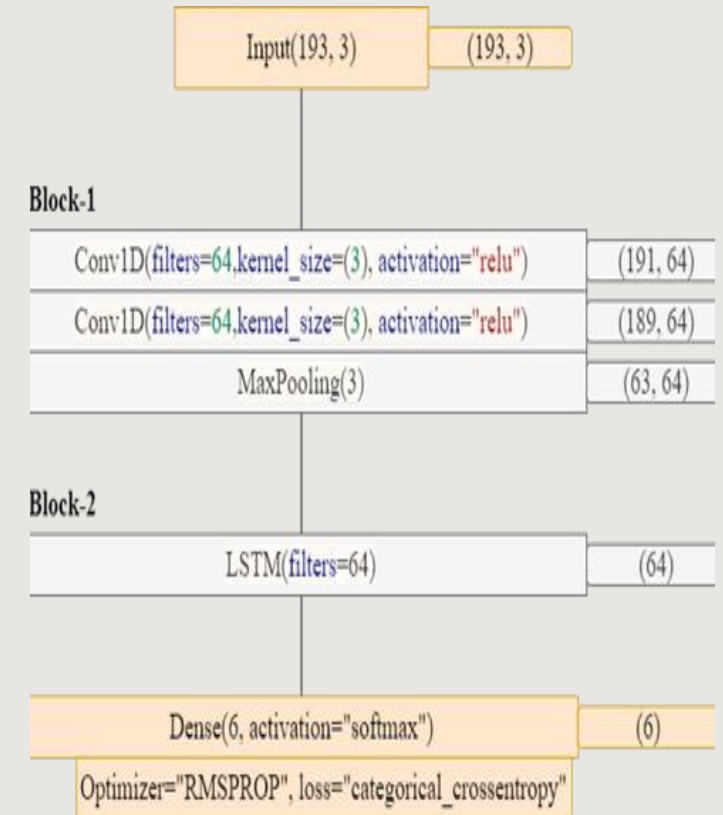 Input(193, 3) (193, 3)
Block-1
Conv1D(filters=64,kernel_size=(3), activation="relu") (191, 64)
Conv1D(filters=64,kernel_size=(3), activation="relu") (189, 64)
MaxPooling(3) (63, 64)
Block-2
LSTM(filters=64) (64)
Dense(6, activation="softmax") (6)
Optimizer="RMSPROP", loss="categorical_crossentropy"